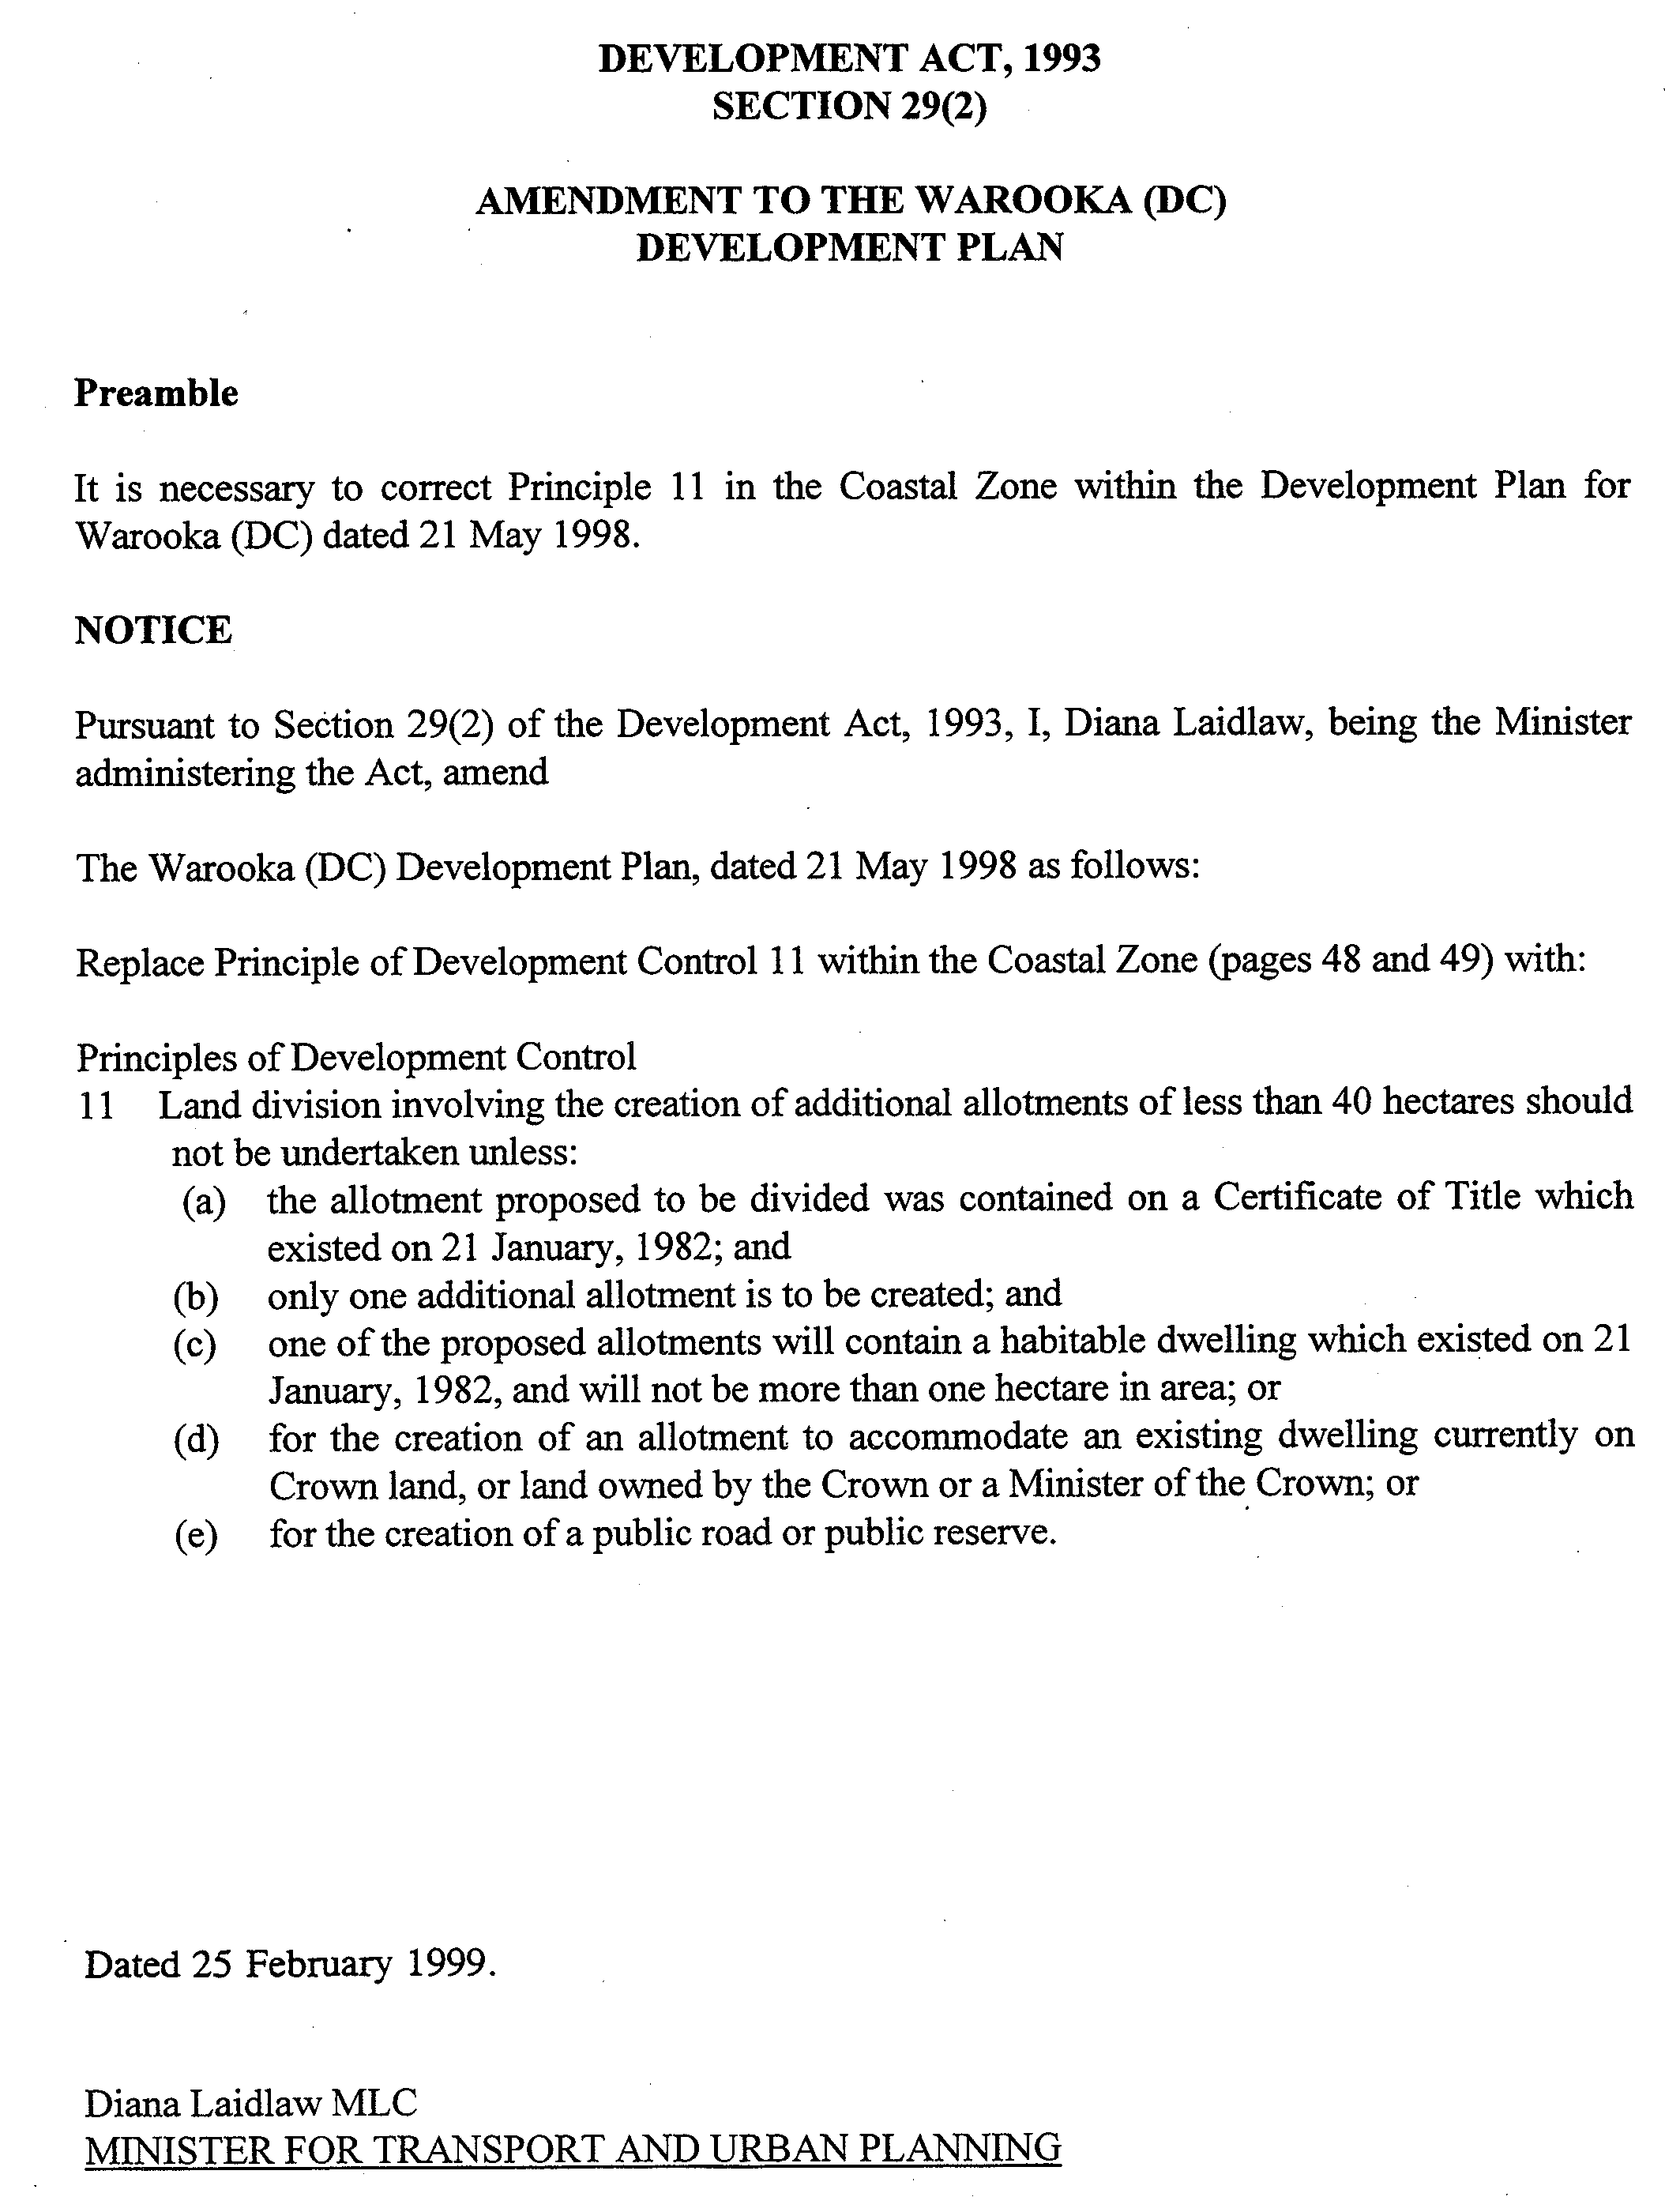 DEVELOPMENT ACT, 1993
SECTION 29(2)
AMENDMENT TO THE WAROOKA (DC)
DEVELOPMENT PLAN
Preamble
It is necessary to correct Principle 11 in the Coastal Zone within the Development Plan for
Warooka (DC) dated 21 May 1998.
NOTICE
Pursuant to Section 29(2) of the Development Act, 1993, I, Diana Laidlaw, being the Minister
administering the Act, amend
The Warooka (DC) Development Plan, dated 21 May 1998 as follows:
Replace Principle of Development Control 11 within the Coastal Zone (pages 48 and 49) with:
Principles of Development Control
11 Land division involving the creation of additional allotments of less than 40 hectares should
not be undertaken unless:
(a) the allotment proposed to be divided was contained on a Certificate of Title which
existed on 21 January, 1982; and
(b) only one additional allotment is to be created; and
(c) one of the proposed allotments will contain a habitable dwelling which existed on 21
January, 1982, and will not be more than one hectare in area; or
(d) for the creation of an allotment to accommodate an existing dwelling currently on
Crown land, or land owned by the Crown or a Minister of the Crown; or
(e) for the creation of a public road or public reserve.
Dated 25 February 1999.
Diana Laidlaw MLC
MINISTER FOR TRANSPORT AND URBAN PLANNING